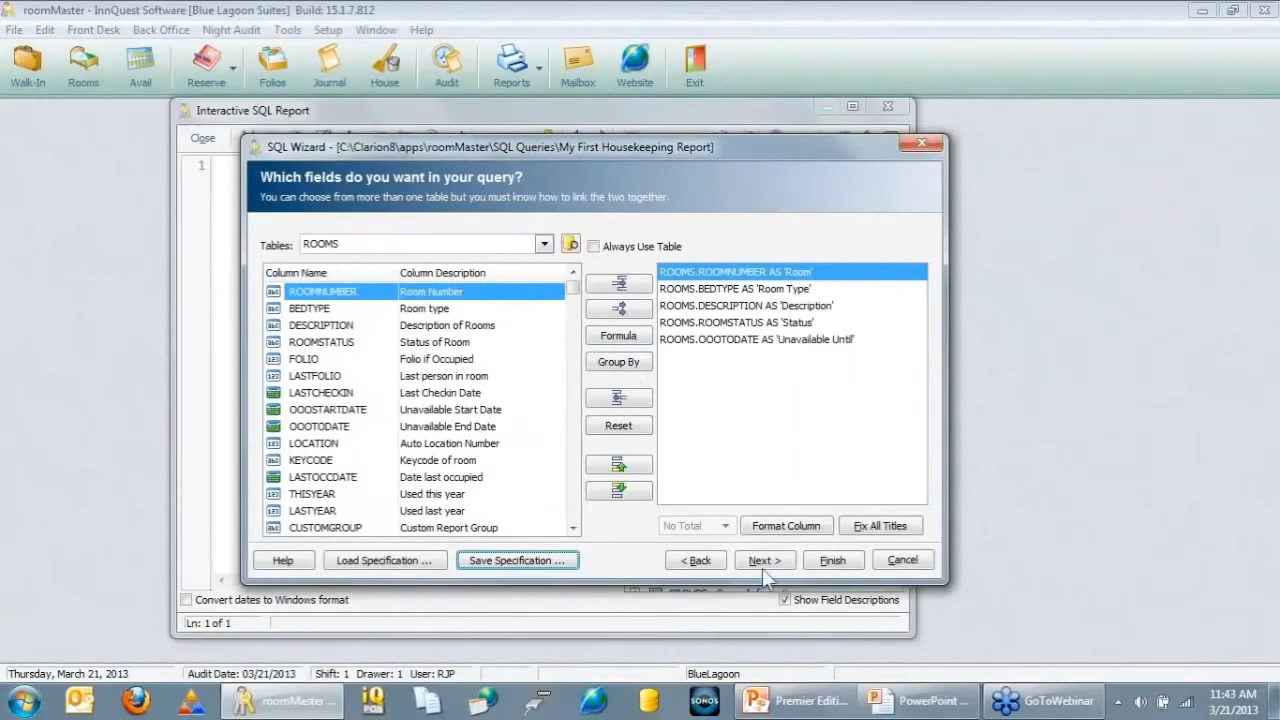 roomMaster - InnQuest Software [Blue Lagoon Suites] Build: 15.1.7.812
File Edit Front Desk Back Office Night Audit Tools Setup Window Help
Walk-In Rooms Avail Reserve Folios Journal House Audit Reports Mailbox Website Exit
Interactive SQL Report
Close
1
SQL Wizard - [C:\Clarion8\apps\roomMaster\SQL Queries\My First Housekeeping Report]
Which fields do you want in your query?
You can choose from more than one table but you must know how to link the two together.
Tables: ROOMS Always Use Table
Column Name Column Description
ROOMNUMBER Room Number
BEDTYPE Room type
DESCRIPTION Description of Rooms
ROOMSTATUS Status of Room
FOLIO Folio if Occupied
LASTFOLIO Last person in room
LASTCHECKIN Last Checkin Date
OOOSTARTDATE Unavailable Start Date
OOOTODATE Unavailable End Date
LOCATION Auto Location Number
KEYCODE Keycode of room
LASTOCCDATE Date last occupied
THISYEAR Used this year
LASTYEAR Used last year
CUSTOMGROUP Custom Report Group
Formula
Group By
Reset
ROOMS.ROOMNUMBER AS 'Room'
ROOMS.BEDTYPE AS 'Room Type'
ROOMS.DESCRIPTION AS 'Description'
ROOMS.ROOMSTATUS AS 'Status'
ROOMS.OOOTODATE AS 'Unavailable Until'
No Total Format Column Fix All Titles
Help Load Specification ... Save Specification ... < Back Next > Finish Cancel
Convert dates to Windows format Show Field Descriptions
Ln: 1 of 1
Thursday, March 21, 2013 Audit Date: 03/21/2013 Shift: 1 Drawer: 1 User: RJP BlueLagoon
roomMaster ... iQ POS SONOS Premier Editi... PowerPoint ... GoToWebinar 11:43 AM
3/21/2013